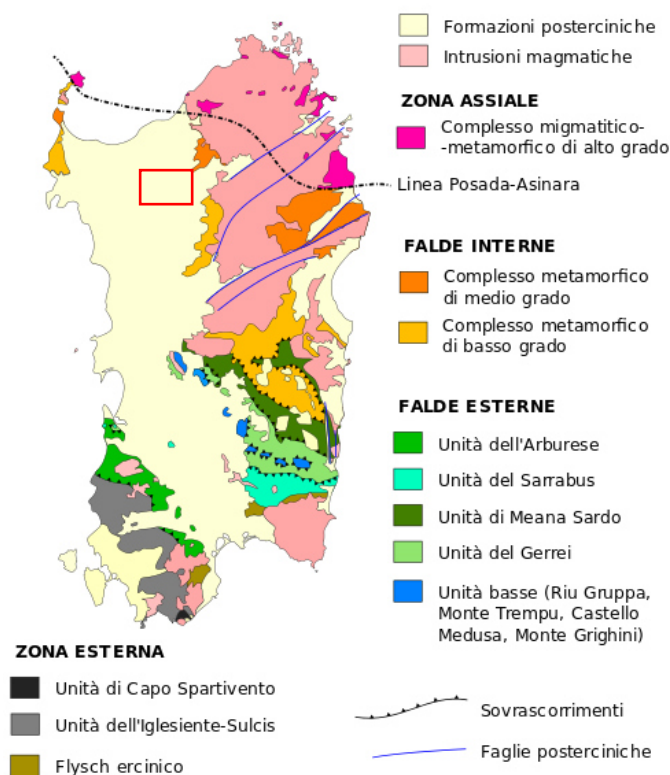 Formazioni posterciniche
Intrusioni magmatiche
ZONA ASSIALE
Complesso migmatitico-
-metamorfico di alto grado
Linea Posada-Asinara
FALDE INTERNE
Complesso metamorfico
di medio grado
Complesso metamorfico
di basso grado
FALDE ESTERNE
Unità dell'Arburese
Unità del Sarrabus
Unità di Meana Sardo
Unità del Gerrei
Unità basse (Riu Gruppa,
Monte Trempu, Castello
Medusa, Monte Grighini)
ZONA ESTERNA
Unità di Capo Spartivento
Unità dell'Iglesiente-Sulcis
Flysch ercinico
Sovrascorrimenti
Faglie posterciniche